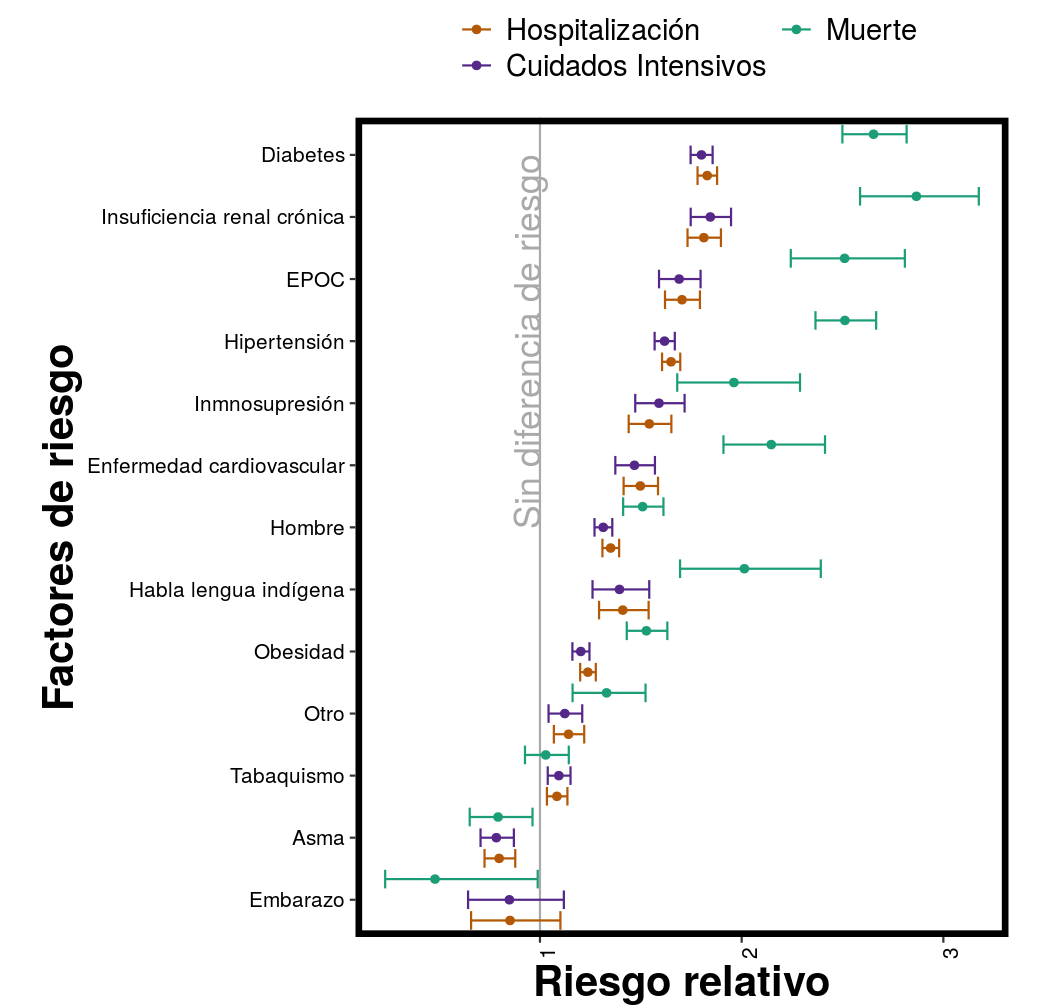 Hospitalización
Muerte
Cuidados Intensivos
Factores de riesgo
Diabetes
Insuficiencia renal crónica
EPOC
Hipertensión
Inmnosupresión
Enfermedad cardiovascular
Hombre
Habla lengua indígena
Obesidad
Otro
Tabaquismo
Asma
Embarazo
Sin diferencia de riesgo
1
2
3
Riesgo relativo